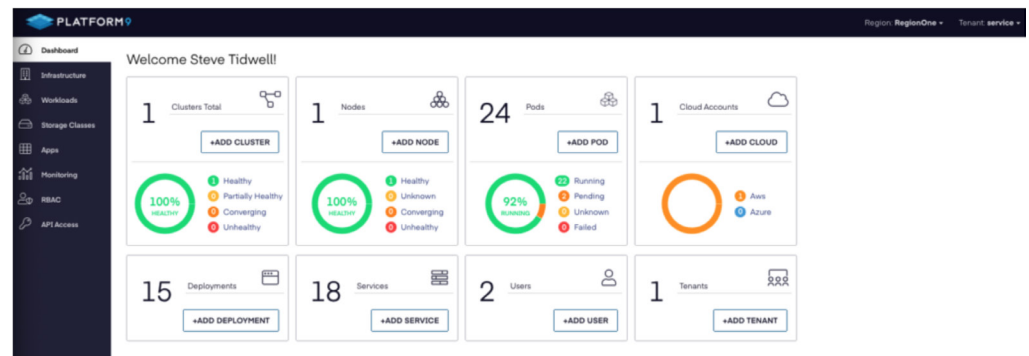 PLATFORM9
Region: RegionOne
Tenant: service
Dashboard
Infrastructure
Workloads
Storage Classes
Apps
Monitoring
RBAC
API Access
Welcome Steve Tidwell!
1 Clusters Total
+ADD CLUSTER
100%
HEALTHY
1 Healthy
0 Partially Healthy
0 Converging
0 Unhealthy
1 Nodes
+ADD NODE
100%
HEALTHY
1 Healthy
0 Unknown
0 Converging
0 Unhealthy
24 Pods
+ADD POD
92%
RUNNING
22 Running
2 Pending
0 Unknown
0 Failed
1 Cloud Accounts
+ADD CLOUD
1 Aws
0 Azure
15 Deployments
+ADD DEPLOYMENT
18 Services
+ADD SERVICE
2 Users
+ADD USER
1 Tenants
+ADD TENANT